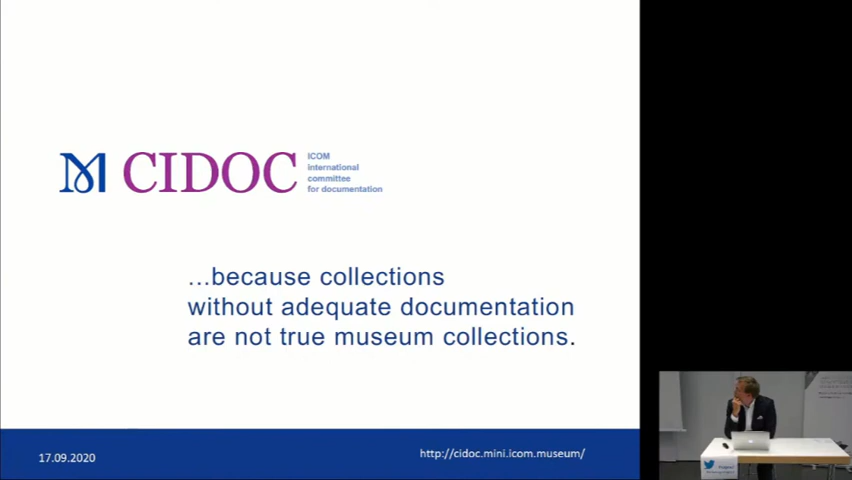 CIDOC
ICOM
international
committee
for documentation
...because collections
without adequate documentation
are not true museum collections.
17.09.2020
http://cidoc.mini.icom.museum/